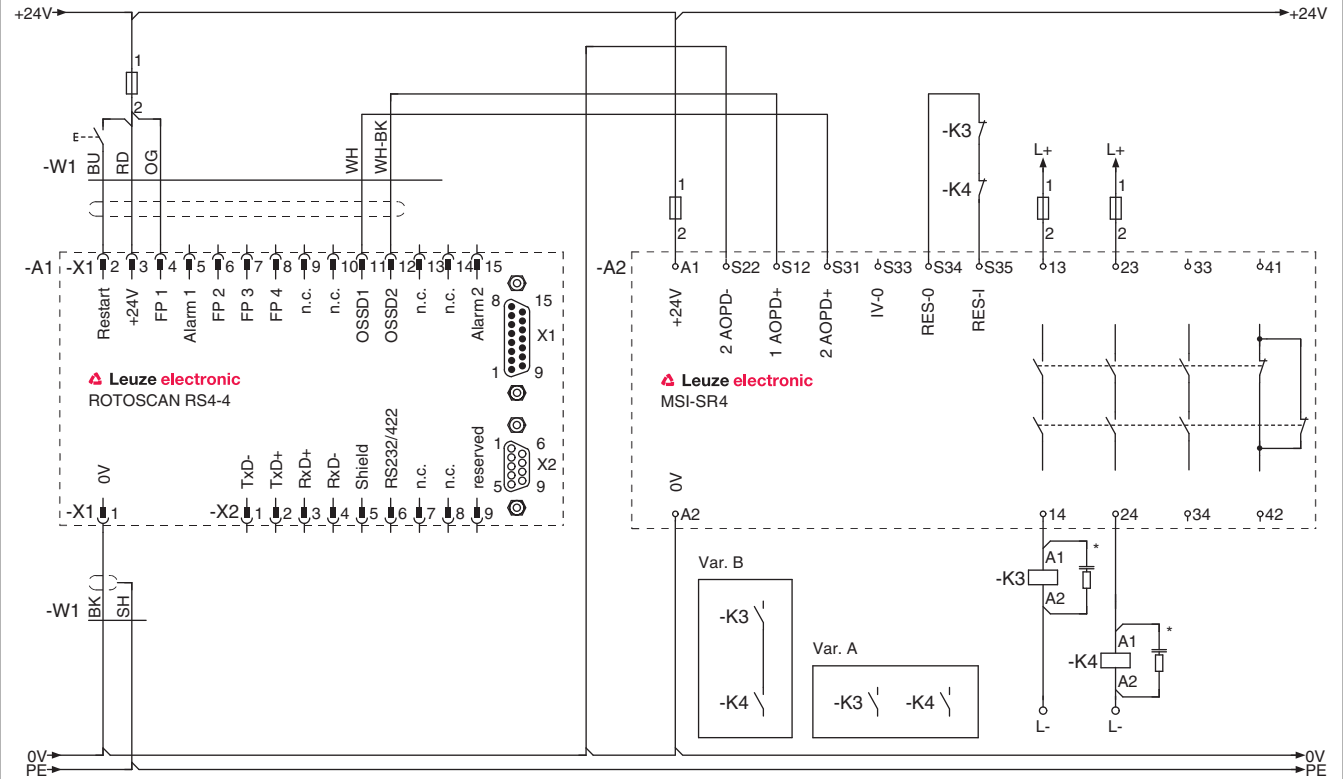 +24V +24V
1
2
E
-W1 BU RD OG WH WH-BK
-K3
-K4
L+ L+
1 1 1
2 2 2
-A1 -X1 2 3 4 5 6 7 8 9 10 11 12 13 14 15
Restart +24V FP 1 Alarm 1 FP 2 FP 3 FP 4 n.c. n.c. OSSD1 OSSD2 n.c. n.c. Alarm 2
8 15
X1
1 9
Leuze electronic
ROTOSCAN RS4-4
1 6
X2
5 9
0V TxD- TxD+ RxD+ RxD- Shield RS232/422 n.c. n.c. reserved
-X1 1 -X2 1 2 3 4 5 6 7 8 9
-W1 BK SH
-A2 A1 S22 S12 S31 S33 S34 S35 13 23 33 41
+24V 2 AOPD- 1 AOPD+ 2 AOPD+ IV-0 RES-0 RES-I
Leuze electronic
MSI-SR4
0V
A2 14 24 34 42
-K3 A1 A2 *
-K4 A1 A2 *
L- L-
Var. B
-K3
-K4
Var. A
-K3 -K4
0V 0V
PE PE